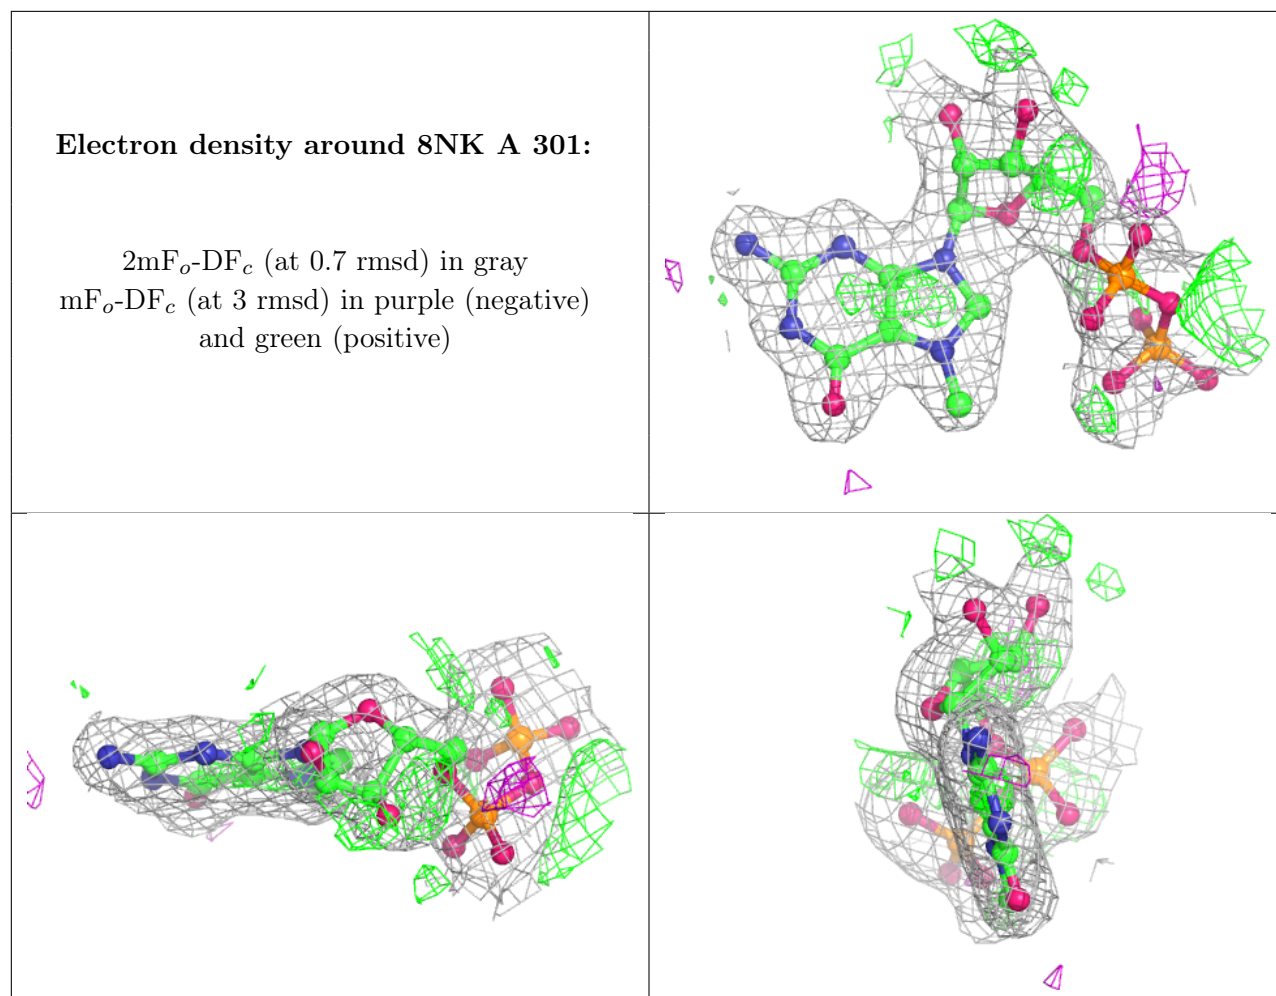 Electron density around 8NK A 301:
2mFₒ-DF𝒸 (at 0.7 rmsd) in gray
mFₒ-DF𝒸 (at 3 rmsd) in purple (negative)
and green (positive)